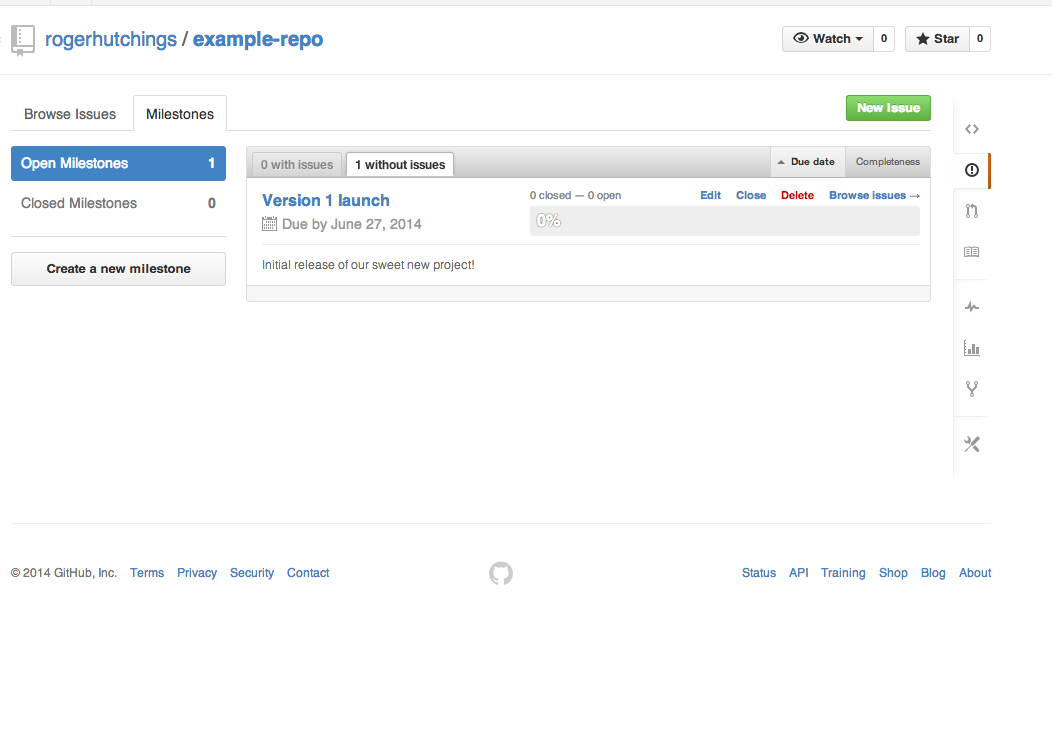 rogerhutchings / example-repo
Watch 0 Star 0
Browse Issues Milestones New Issue
Open Milestones 1
Closed Milestones 0
Create a new milestone
0 with issues 1 without issues Due date Completeness
Version 1 launch 0 closed — 0 open Edit Close Delete Browse issues →
Due by June 27, 2014 0%
Initial release of our sweet new project!
© 2014 GitHub, Inc. Terms Privacy Security Contact Status API Training Shop Blog About